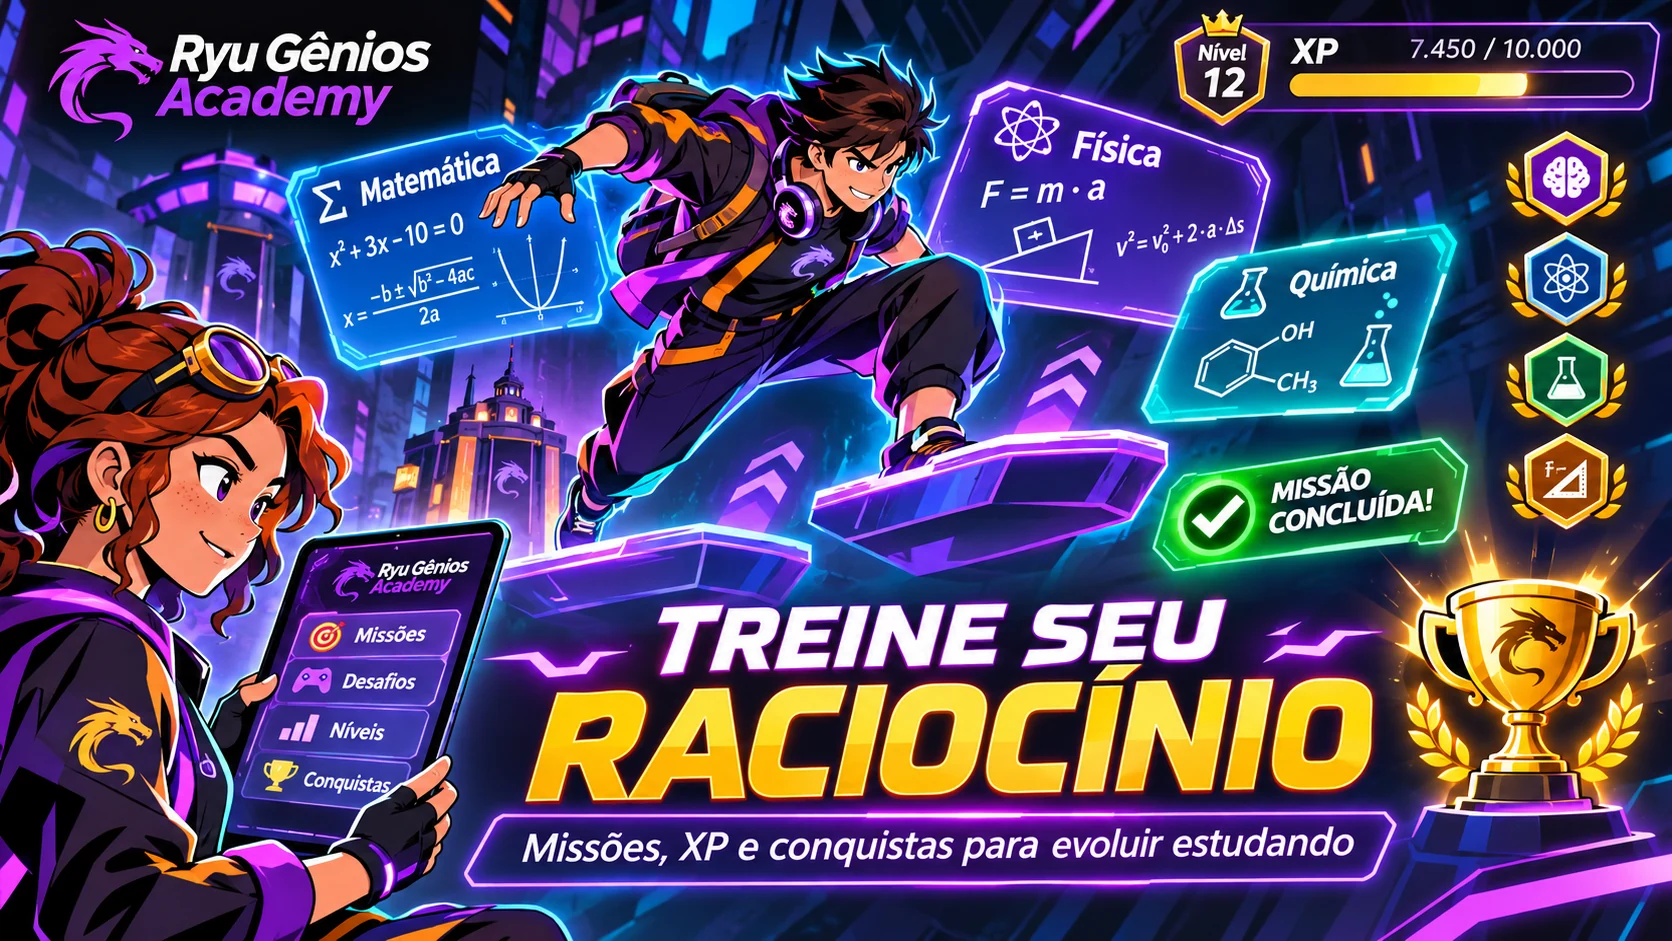 Ryu Gênios
Academy
Nível
12
XP
7.450 / 10.000
Σ Matemática
x² + 3x - 10 = 0
x = -b ± √b² - 4ac
2a
Física
F = m · a
v² = v₀² + 2 · a · Δs
Química
OH
CH₃
MISSÃO
CONCLUÍDA!
Ryu Gênios
Academy
Missões
Desafios
Níveis
Conquistas
TREINE SEU
RACIOCÍNIO
Missões, XP e conquistas para evoluir estudando